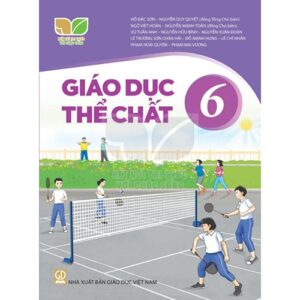 HỒ ĐẮC SƠN – NGUYỄN DUY QUYẾT (đồng Tổng Chủ biên)
NGÔ VIỆT HOÀN – NGUYỄN MẠNH TOÀN (đồng Chủ biên)
VŨ TUẤN ANH – NGUYỄN HỮU BÍNH – NGUYỄN XUÂN ĐOÀN
LÊ TRƯỜNG SƠN CHẤN HẢI – ĐỖ MẠNH HƯNG – LÊ CHÍ NHÂN
PHẠM HOÀI QUYÊN – PHẠM MAI VƯƠNG
GIÁO DỤC
THỂ CHẤT
6
NHÀ XUẤT BẢN GIÁO DỤC VIỆT NAM